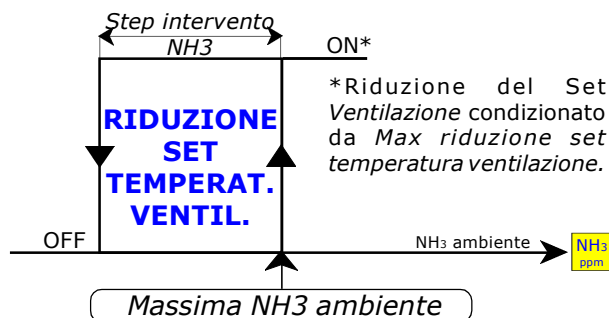 Step intervento
NH3
ON*
*Riduzione del Set
Ventilazione condizionato
da Max riduzione set
temperatura ventilazione.
RIDUZIONE
SET
TEMPERAT.
VENTIL.
OFF
NH3 ambiente
NH3
ppm
Massima NH3 ambiente